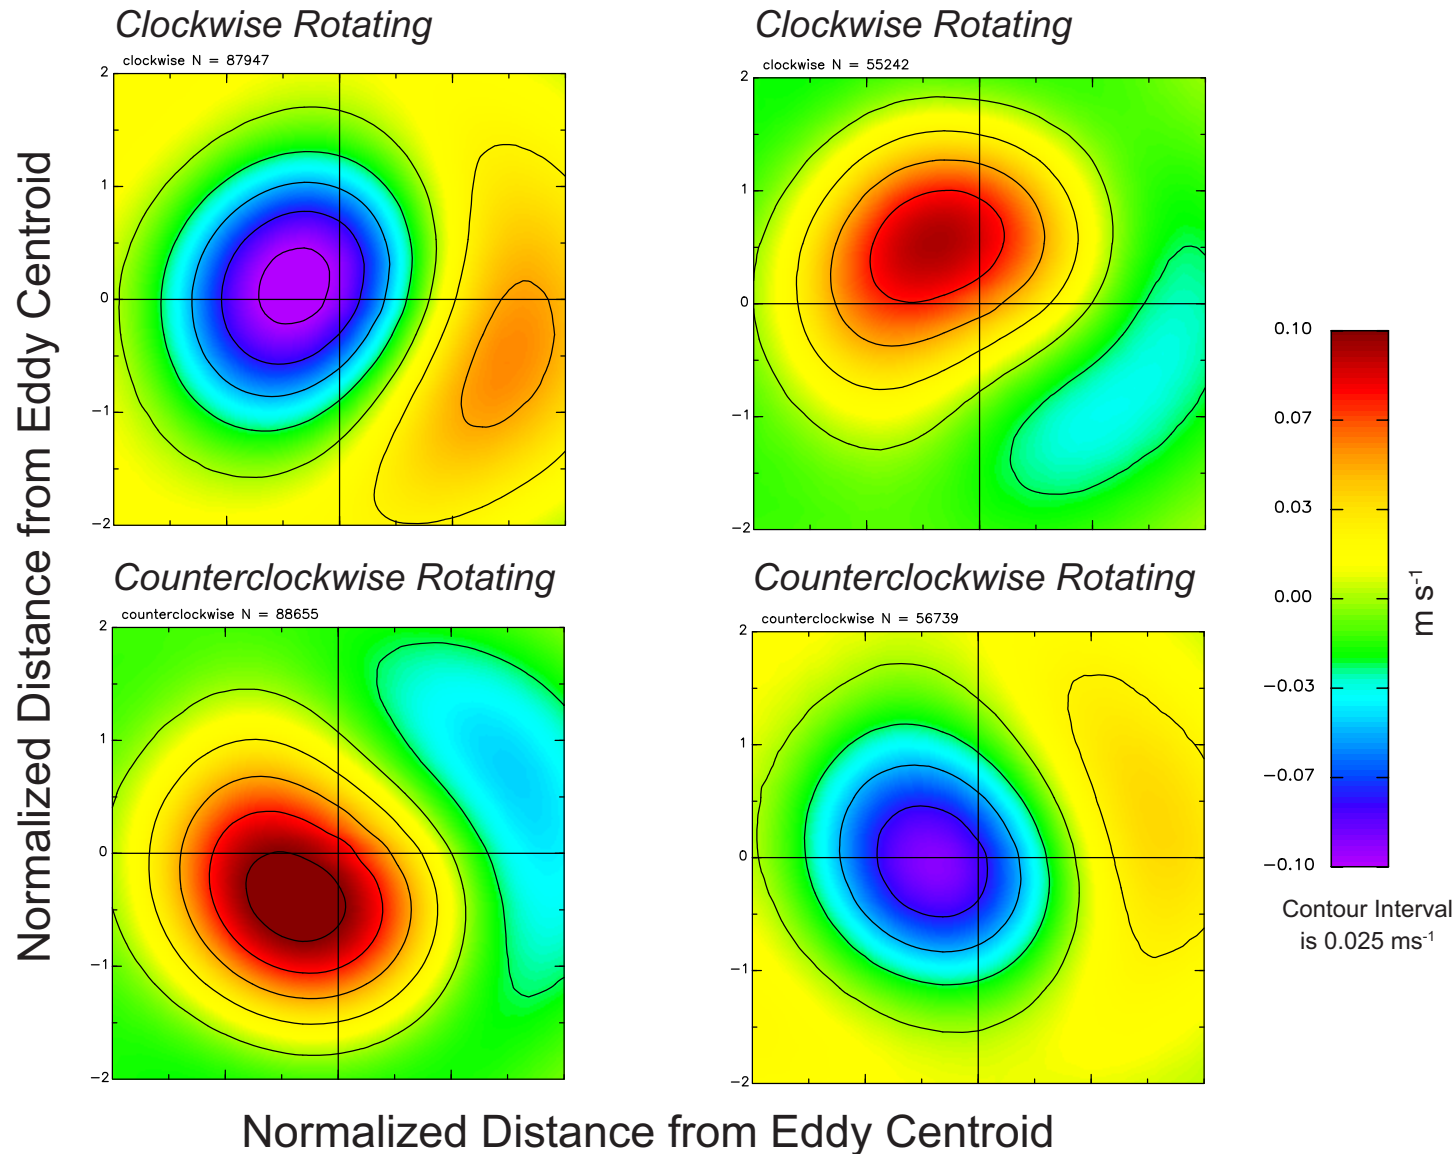 Clockwise Rotating
Clockwise Rotating
clockwise N = 87947
clockwise N = 55242
2
1
0
−1
−2
2
1
0
−1
−2
Normalized Distance from Eddy Centroid
Counterclockwise Rotating
Counterclockwise Rotating
counterclockwise N = 88655
counterclockwise N = 56739
2
1
0
−1
−2
2
1
0
−1
−2
0.10
0.07
0.03
0.00
−0.03
−0.07
−0.10
m s-1
Contour Interval
is 0.025 ms-1
Normalized Distance from Eddy Centroid